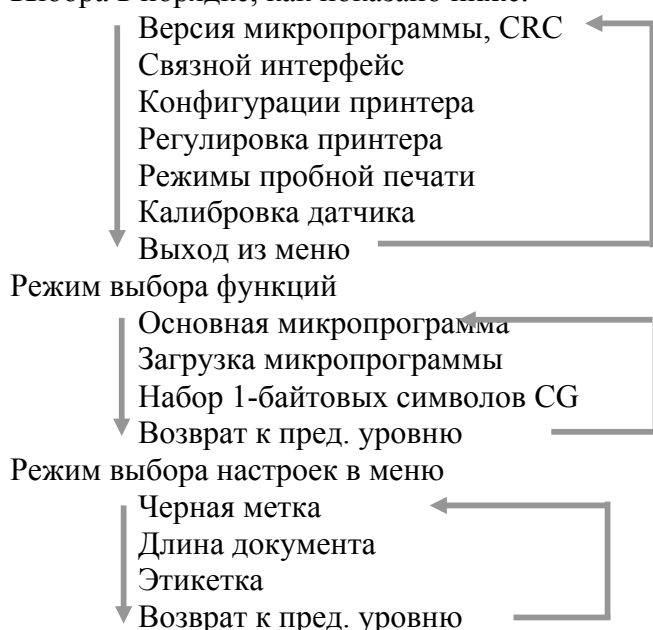 Версия микропрограммы, CRC
Связной интерфейс
Конфигурации принтера
Регулировка принтера
Режимы пробной печати
Калибровка датчика
Выход из меню
Режим выбора функций
Основная микропрограмма
Загрузка микропрограммы
Набор 1-байтовых символов CG
Возврат к пред. уровню
Режим выбора настроек в меню
Черная метка
Длина документа
Этикетка
Возврат к пред. уровню